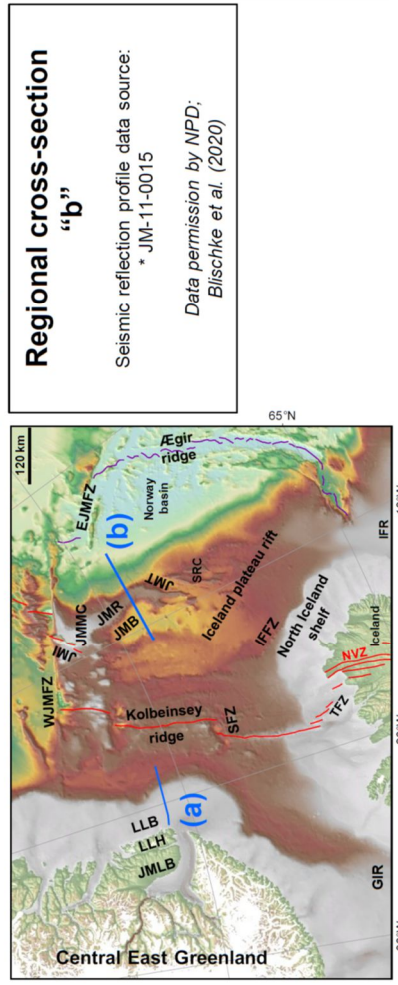 Regional cross-section
“b”
Seismic reflection profile data source:
* JM-11-0015
Data permission by NPD;
Blischke et al. (2020)
120 km
65°N
EJMFZ
Ægir
ridge
Norway
basin
(b)
WJMFZ
JMI
JMMC
JMR
JMB
JMT
SRC
Iceland plateau rift
Kolbeinsey
ridge
SFZ
IFFZ
North Iceland
shelf
IFR
Iceland
NVZ
TFZ
LLB
LLH
JMLB
(a)
GIR
Central East Greenland